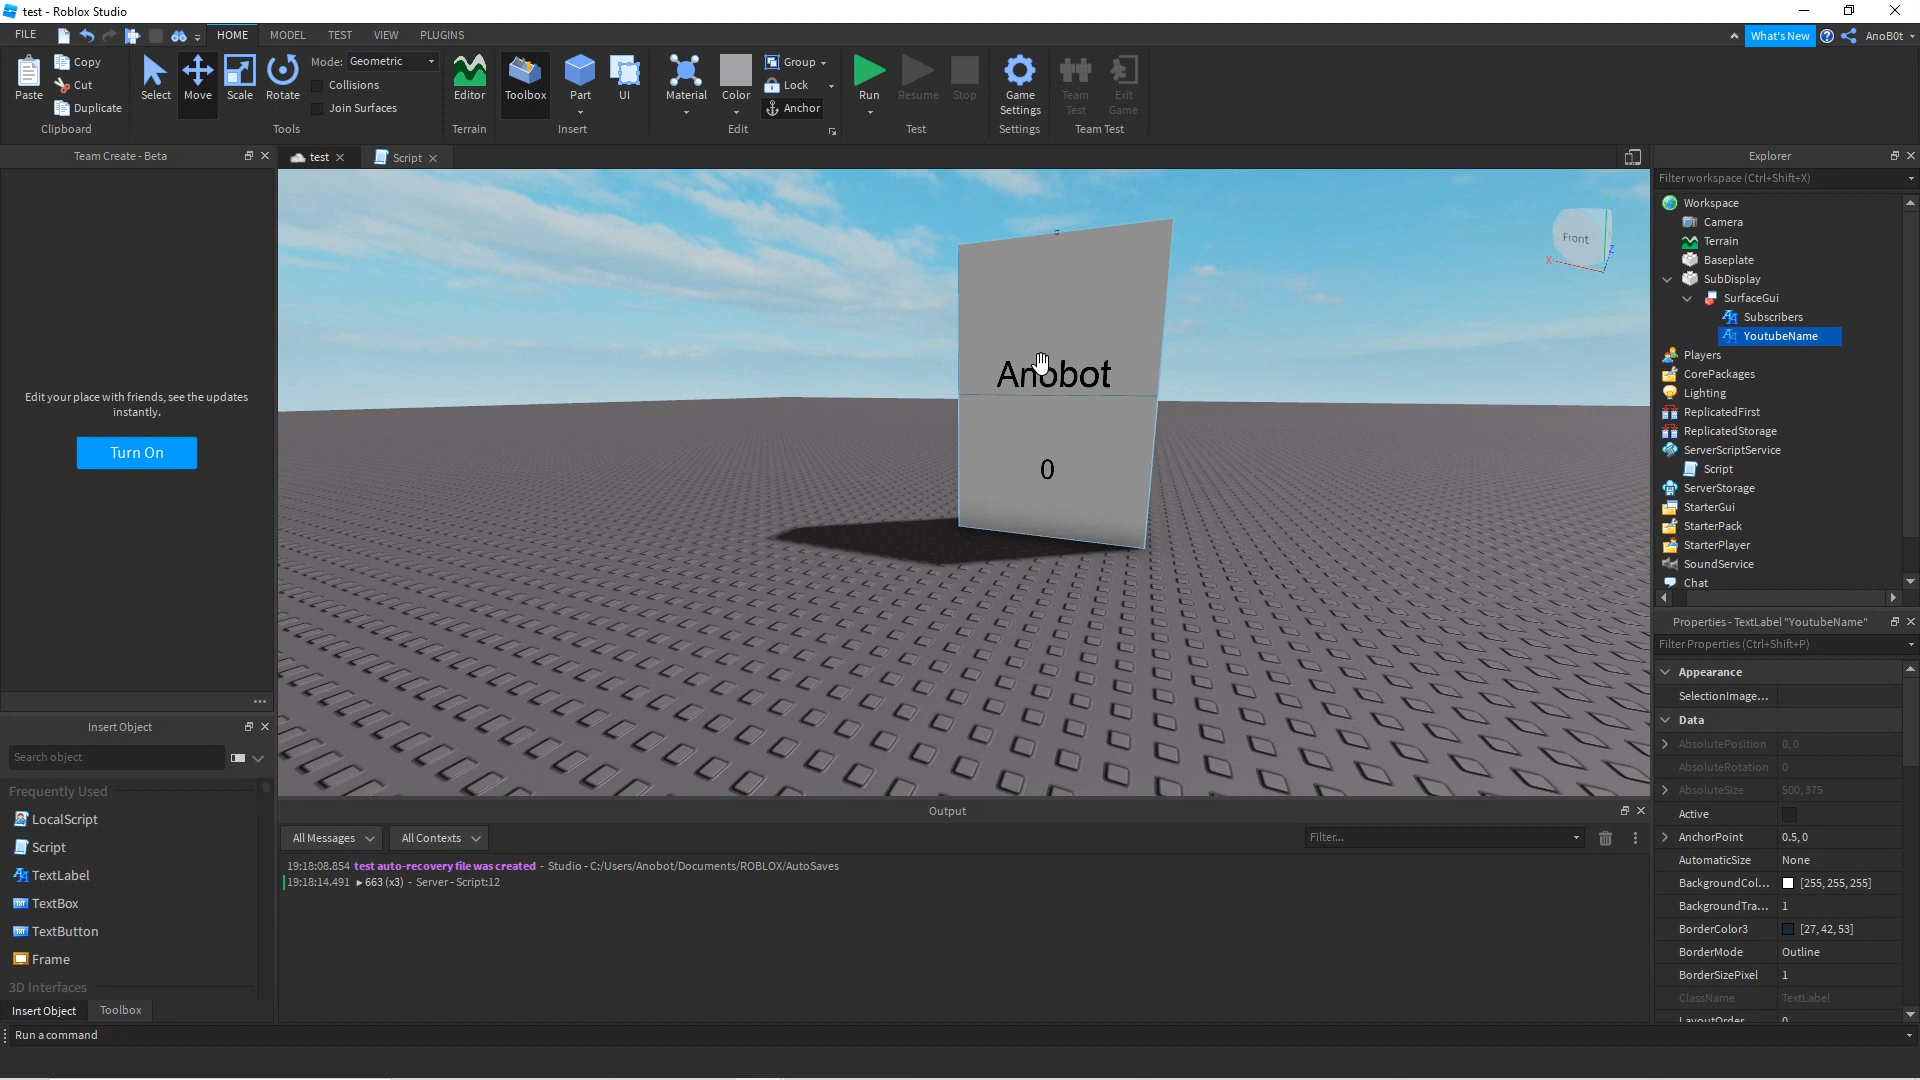 test - Roblox Studio
FILE HOME MODEL TEST VIEW PLUGINS What's New AnoB0t
Paste Copy Cut Duplicate
Clipboard
Select Move Scale Rotate
Mode: Geometric
Collisions
Join Surfaces
Tools
Editor
Terrain
Toolbox Part UI
Insert
Material Color Group Lock Anchor
Edit
Run Resume Stop
Test
Game Settings
Settings
Team Test Exit Game
Team Test
Team Create - Beta
test Script
Explorer
Filter workspace (Ctrl+Shift+X)
Workspace
Camera
Terrain
Baseplate
SubDisplay
SurfaceGui
Subscribers
YoutubeName
Players
CorePackages
Lighting
ReplicatedFirst
ReplicatedStorage
ServerScriptService
Script
ServerStorage
StarterGui
StarterPack
StarterPlayer
SoundService
Chat
Edit your place with friends, see the updates
instantly.
Turn On
Front
X
Z
Anobot
0
Properties - TextLabel "YoutubeName"
Filter Properties (Ctrl+Shift+P)
Appearance
SelectionImage...
Data
AbsolutePosition 0, 0
AbsoluteRotation 0
AbsoluteSize 500, 375
Active
AnchorPoint 0.5, 0
AutomaticSize None
BackgroundCol... [255, 255, 255]
BackgroundTra... 1
BorderColor3 [27, 42, 53]
BorderMode Outline
BorderSizePixel 1
ClassName TextLabel
LayoutOrder 0
Insert Object
Search object
Frequently Used
LocalScript
Script
TextLabel
TextBox
TextButton
Frame
3D Interfaces
Insert Object Toolbox
Output
All Messages All Contexts Filter...
19:18:08.854 test auto-recovery file was created - Studio - C:/Users/Anobot/Documents/ROBLOX/AutoSaves
19:18:14.491 ▶ 663 (x3) - Server - Script:12
Run a command